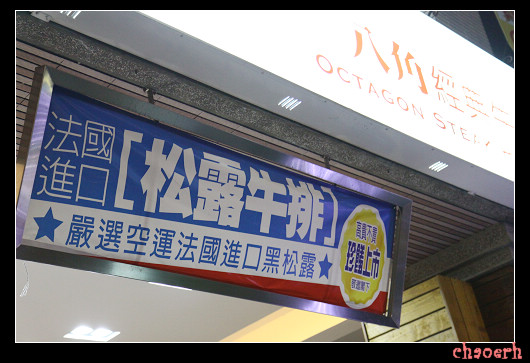 八伯
OCTAGON STEAK
法國
進口
[松露牛排]
★嚴選空運法國進口黑松露★
珍饈上市
chaoerh